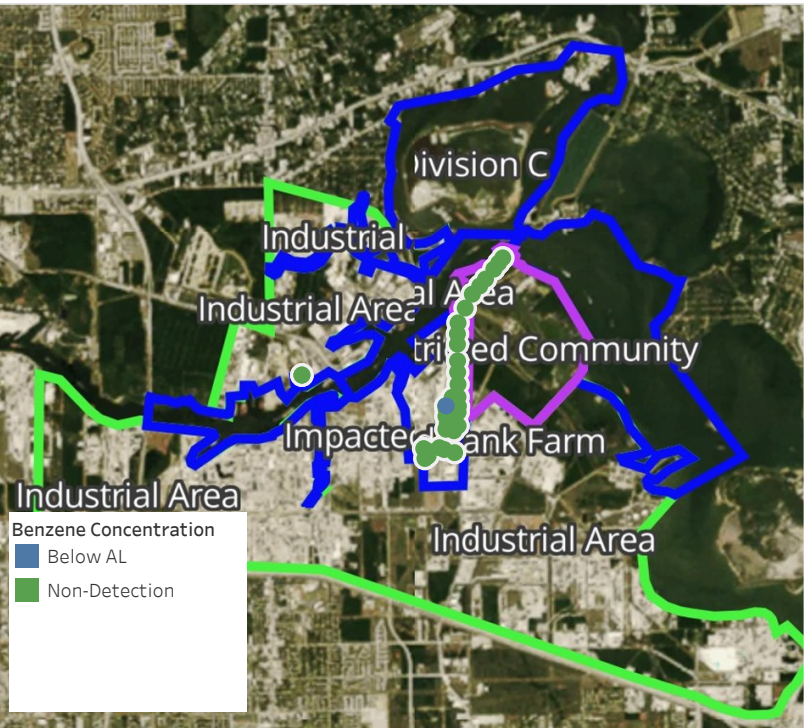 Division C
Industrial
Industrial Area
al Area
tricted Community
Impacted Tank Farm
Industrial Area
Industrial Area
Benzene Concentration
Below AL
Non-Detection